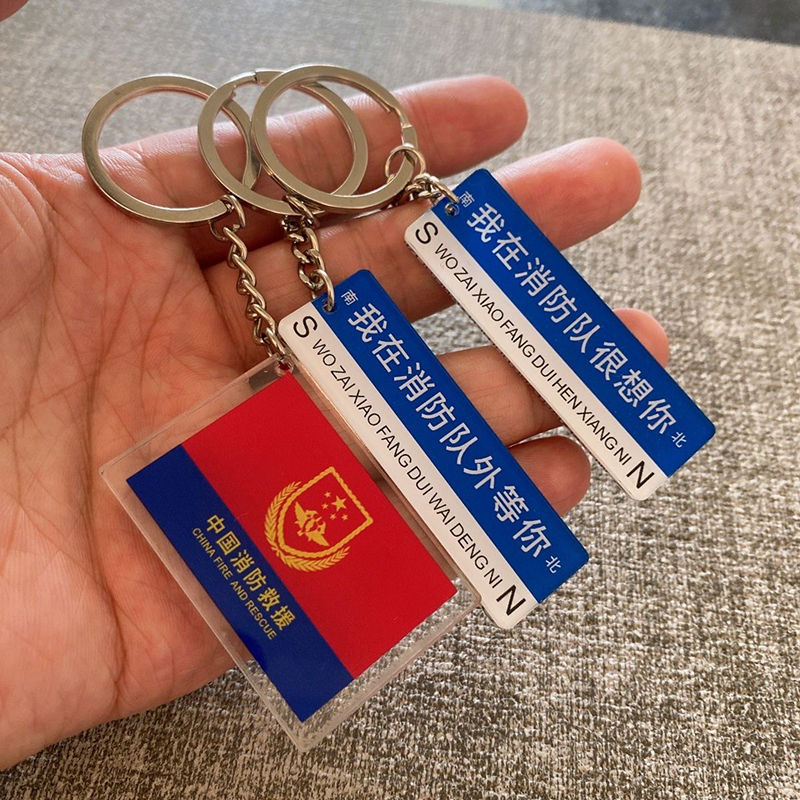 南
我在消防队很想你
北
S WO ZAI XIAO FANG DUI HEN XIANG NI N
南
我在消防队外等你
北
S WO ZAI XIAO FANG DUI WAI DENG NI N
中国消防救援
CHINA FIRE AND RESCUE